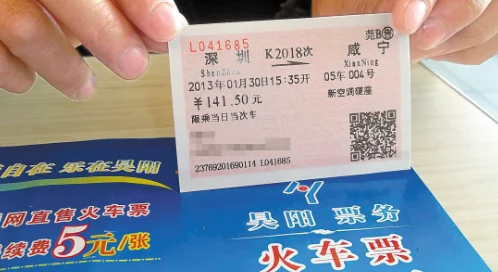 莞B售
L041685
深 圳 K2018次 咸 宁
ShenZhen XianNing
2013年01月30日15:35开 05车 004号
¥141.50元 新空调硬座
限乘当日当次车
23769201690114 L041685
自在 乐在昊阳
网直售火车票
续费5元/张
昊阳 票务
火车票